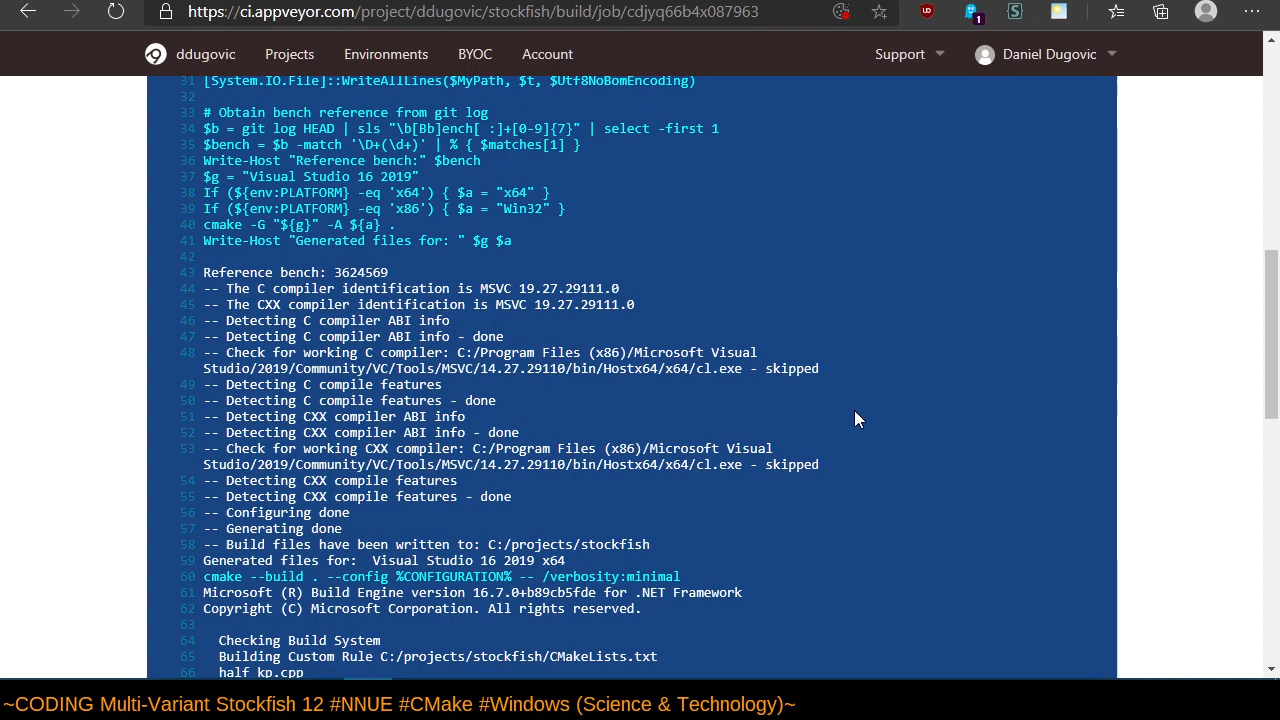 https://ci.appveyor.com/project/ddugovic/stockfish/build/job/cdjyq66b4x087963
1
ddugovic Projects Environments BYOC Account Support Daniel Dugovic
31 [System.IO.File]::WriteAllLines($MyPath, $t, $Utf8NoBomEncoding)
32
33 # Obtain bench reference from git log
34 $b = git log HEAD | sls "\b[Bb]ench[ :]+[0-9]{7}" | select -first 1
35 $bench = $b -match '\D+(\d+)' | % { $matches[1] }
36 Write-Host "Reference bench:" $bench
37 $g = "Visual Studio 16 2019"
38 If (${env:PLATFORM} -eq 'x64') { $a = "x64" }
39 If (${env:PLATFORM} -eq 'x86') { $a = "Win32" }
40 cmake -G "${g}" -A ${a} .
41 Write-Host "Generated files for: " $g $a
42
43 Reference bench: 3624569
44 -- The C compiler identification is MSVC 19.27.29111.0
45 -- The CXX compiler identification is MSVC 19.27.29111.0
46 -- Detecting C compiler ABI info
47 -- Detecting C compiler ABI info - done
48 -- Check for working C compiler: C:/Program Files (x86)/Microsoft Visual
Studio/2019/Community/VC/Tools/MSVC/14.27.29110/bin/Hostx64/x64/cl.exe - skipped
49 -- Detecting C compile features
50 -- Detecting C compile features - done
51 -- Detecting CXX compiler ABI info
52 -- Detecting CXX compiler ABI info - done
53 -- Check for working CXX compiler: C:/Program Files (x86)/Microsoft Visual
Studio/2019/Community/VC/Tools/MSVC/14.27.29110/bin/Hostx64/x64/cl.exe - skipped
54 -- Detecting CXX compile features
55 -- Detecting CXX compile features - done
56 -- Configuring done
57 -- Generating done
58 -- Build files have been written to: C:/projects/stockfish
59 Generated files for:  Visual Studio 16 2019 x64
60 cmake --build . --config %CONFIGURATION% -- /verbosity:minimal
61 Microsoft (R) Build Engine version 16.7.0+b89cb5fde for .NET Framework
62 Copyright (C) Microsoft Corporation. All rights reserved.
63
64 Checking Build System
65 Building Custom Rule C:/projects/stockfish/CMakeLists.txt
66 half_kp.cpp
~CODING Multi-Variant Stockfish 12 #NNUE #CMake #Windows (Science & Technology)~